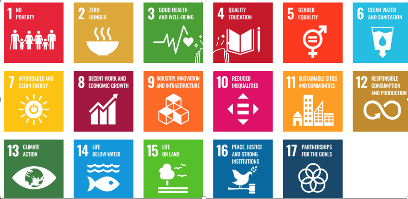 1 NO
POVERTY
2 ZERO
HUNGER
3 GOOD HEALTH
AND WELL-BEING
4 QUALITY
EDUCATION
5 GENDER
EQUALITY
6 CLEAN WATER
AND SANITATION
7 AFFORDABLE AND
CLEAN ENERGY
8 DECENT WORK AND
ECONOMIC GROWTH
9 INDUSTRY, INNOVATION
AND INFRASTRUCTURE
10 REDUCED
INEQUALITIES
11 SUSTAINABLE CITIES
AND COMMUNITIES
12 RESPONSIBLE
CONSUMPTION
AND PRODUCTION
13 CLIMATE
ACTION
14 LIFE
BELOW WATER
15 LIFE
ON LAND
16 PEACE, JUSTICE
AND STRONG
INSTITUTIONS
17 PARTNERSHIPS
FOR THE GOALS